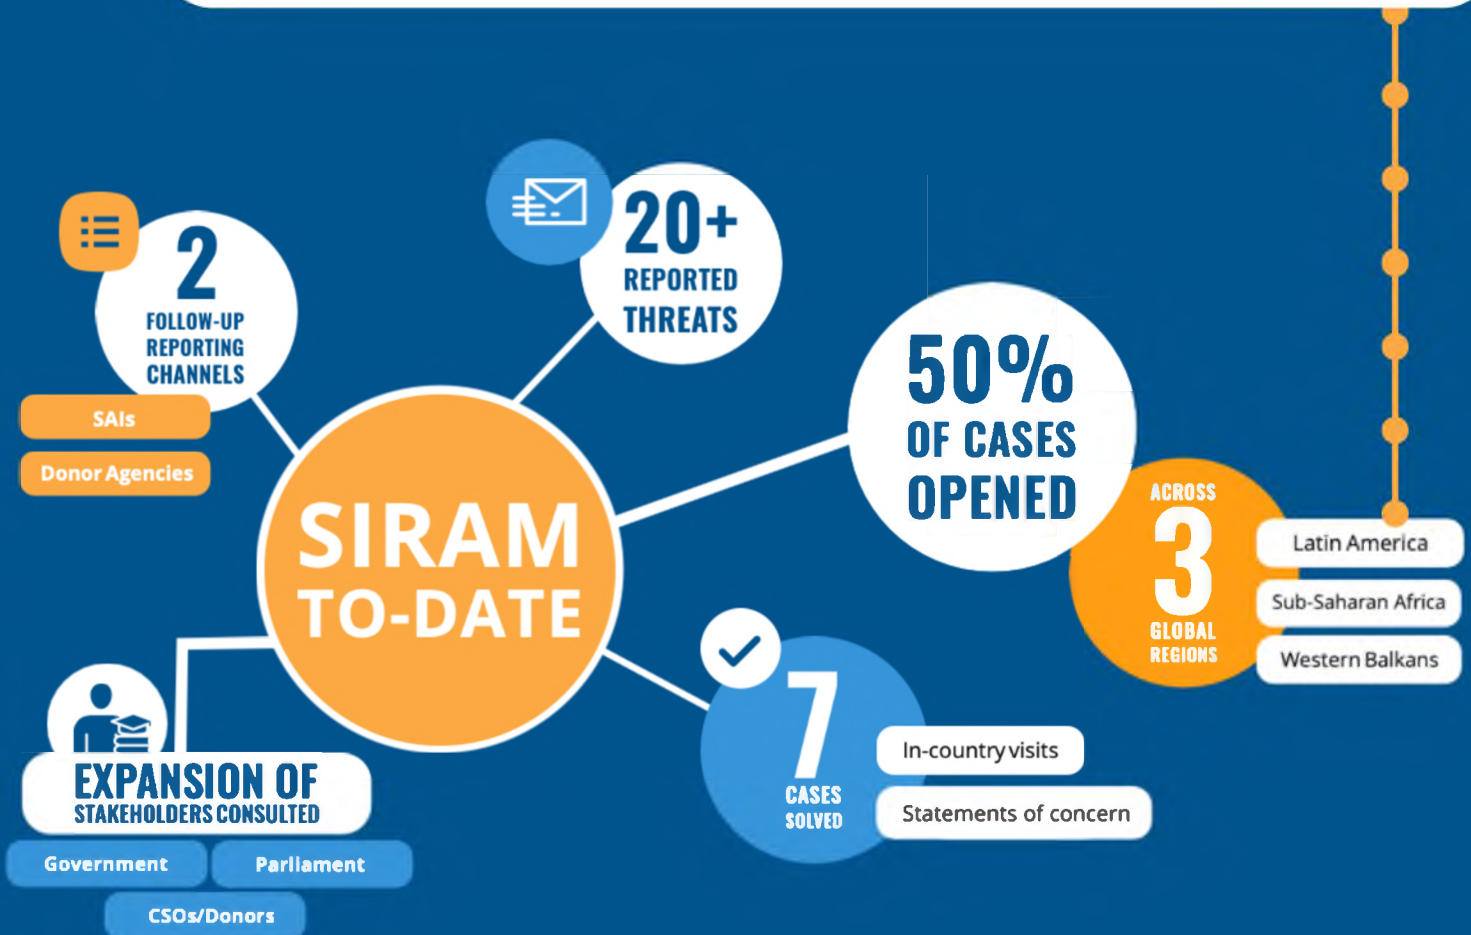 2
FOLLOW-UP
REPORTING
CHANNELS
SAIs
Donor Agencies
20+
REPORTED
THREATS
50%
OF CASES
OPENED
ACROSS
3
GLOBAL
REGIONS
Latin America
Sub-Saharan Africa
Western Balkans
SIRAM
TO-DATE
7
CASES
SOLVED
In-country visits
Statements of concern
EXPANSION OF
STAKEHOLDERS CONSULTED
Government
Parliament
CSOs/Donors